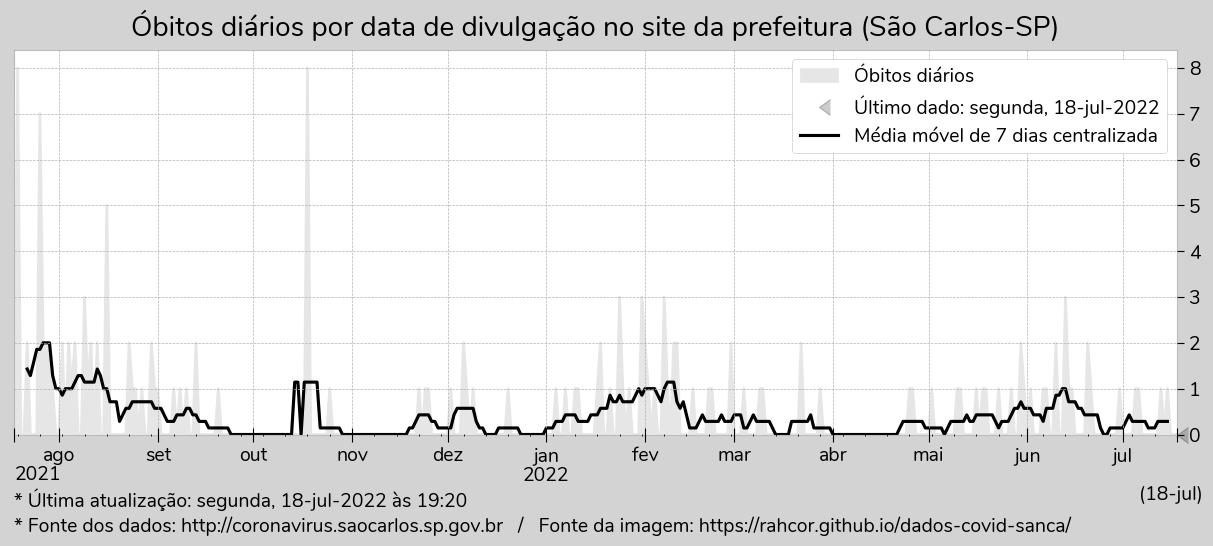 Óbitos diários por data de divulgação no site da prefeitura (São Carlos-SP)
Óbitos diários
Último dado: segunda, 18-jul-2022
Média móvel de 7 dias centralizada
8
7
6
5
4
3
2
1
0
ago set out nov dez jan fev mar abr mai jun jul
2021 2022
(18-jul)
* Última atualização: segunda, 18-jul-2022 às 19:20
* Fonte dos dados: http://coronavirus.saocarlos.sp.gov.br / Fonte da imagem: https://rahcor.github.io/dados-covid-sanca/